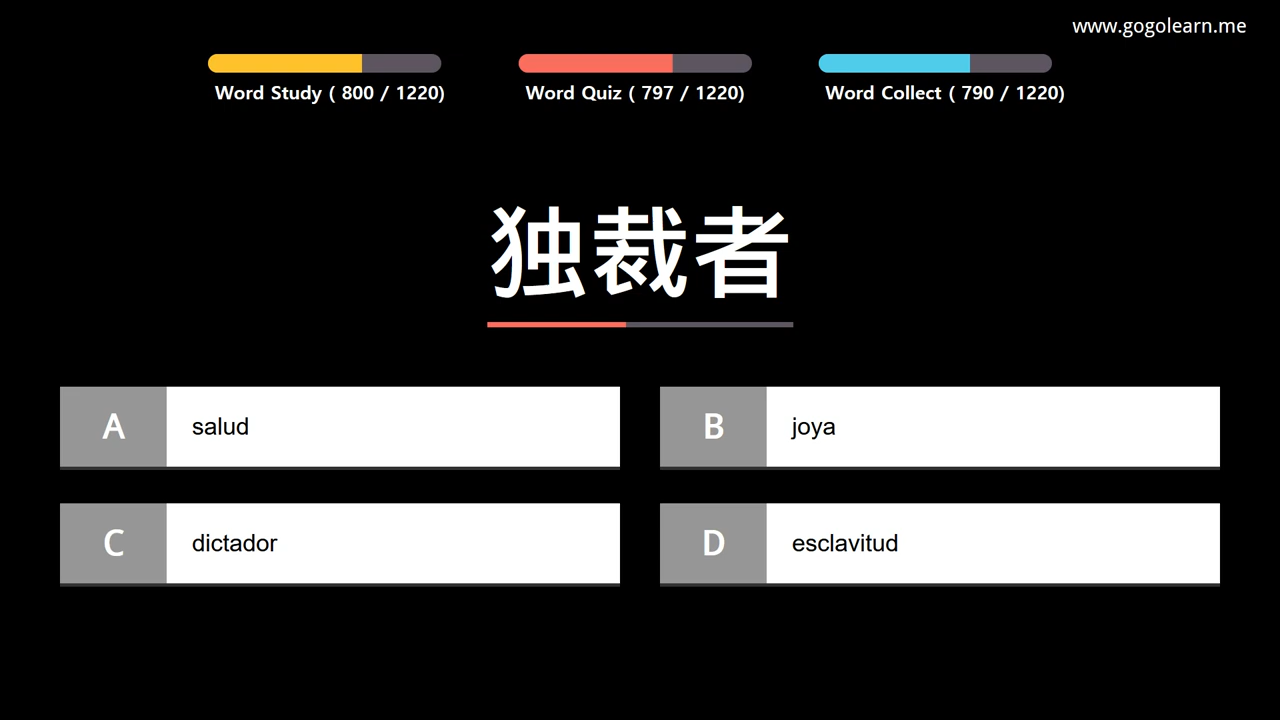 www.gogolearn.me
Word Study ( 800 / 1220)
Word Quiz ( 797 / 1220)
Word Collect ( 790 / 1220)
独裁者
A salud
B joya
C dictador
D esclavitud